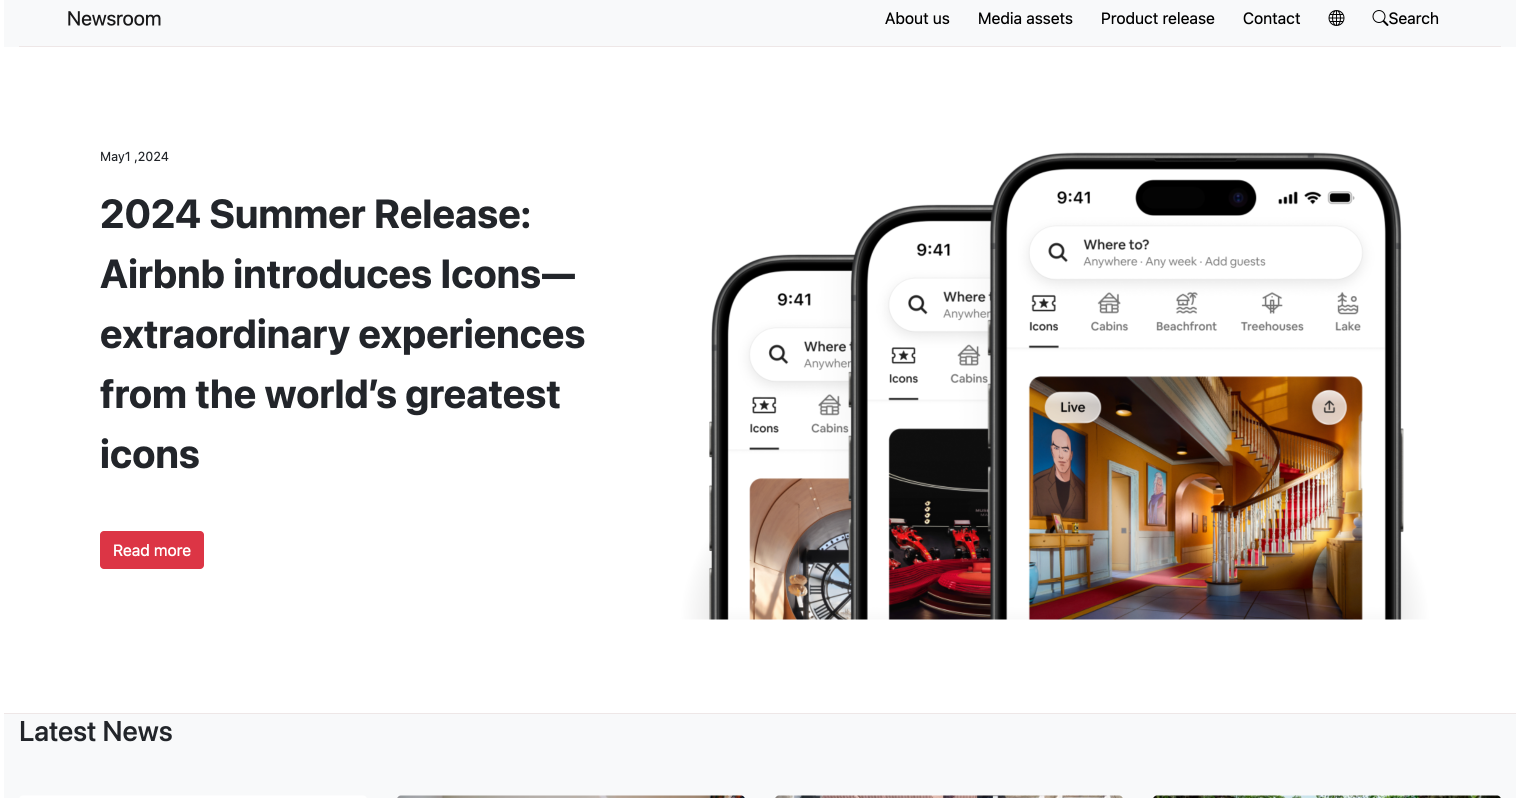 Newsroom
About us
Media assets
Product release
Contact
Search
May1 ,2024
2024 Summer Release:
Airbnb introduces Icons—
extraordinary experiences
from the world’s greatest
icons
Read more
9:41
Where t
Anywher
Icons
Cabins
9:41
Where t
Anywher
Icons
Cabins
9:41
Where to?
Anywhere · Any week · Add guests
Icons
Cabins
Beachfront
Treehouses
Lake
Live
Latest News